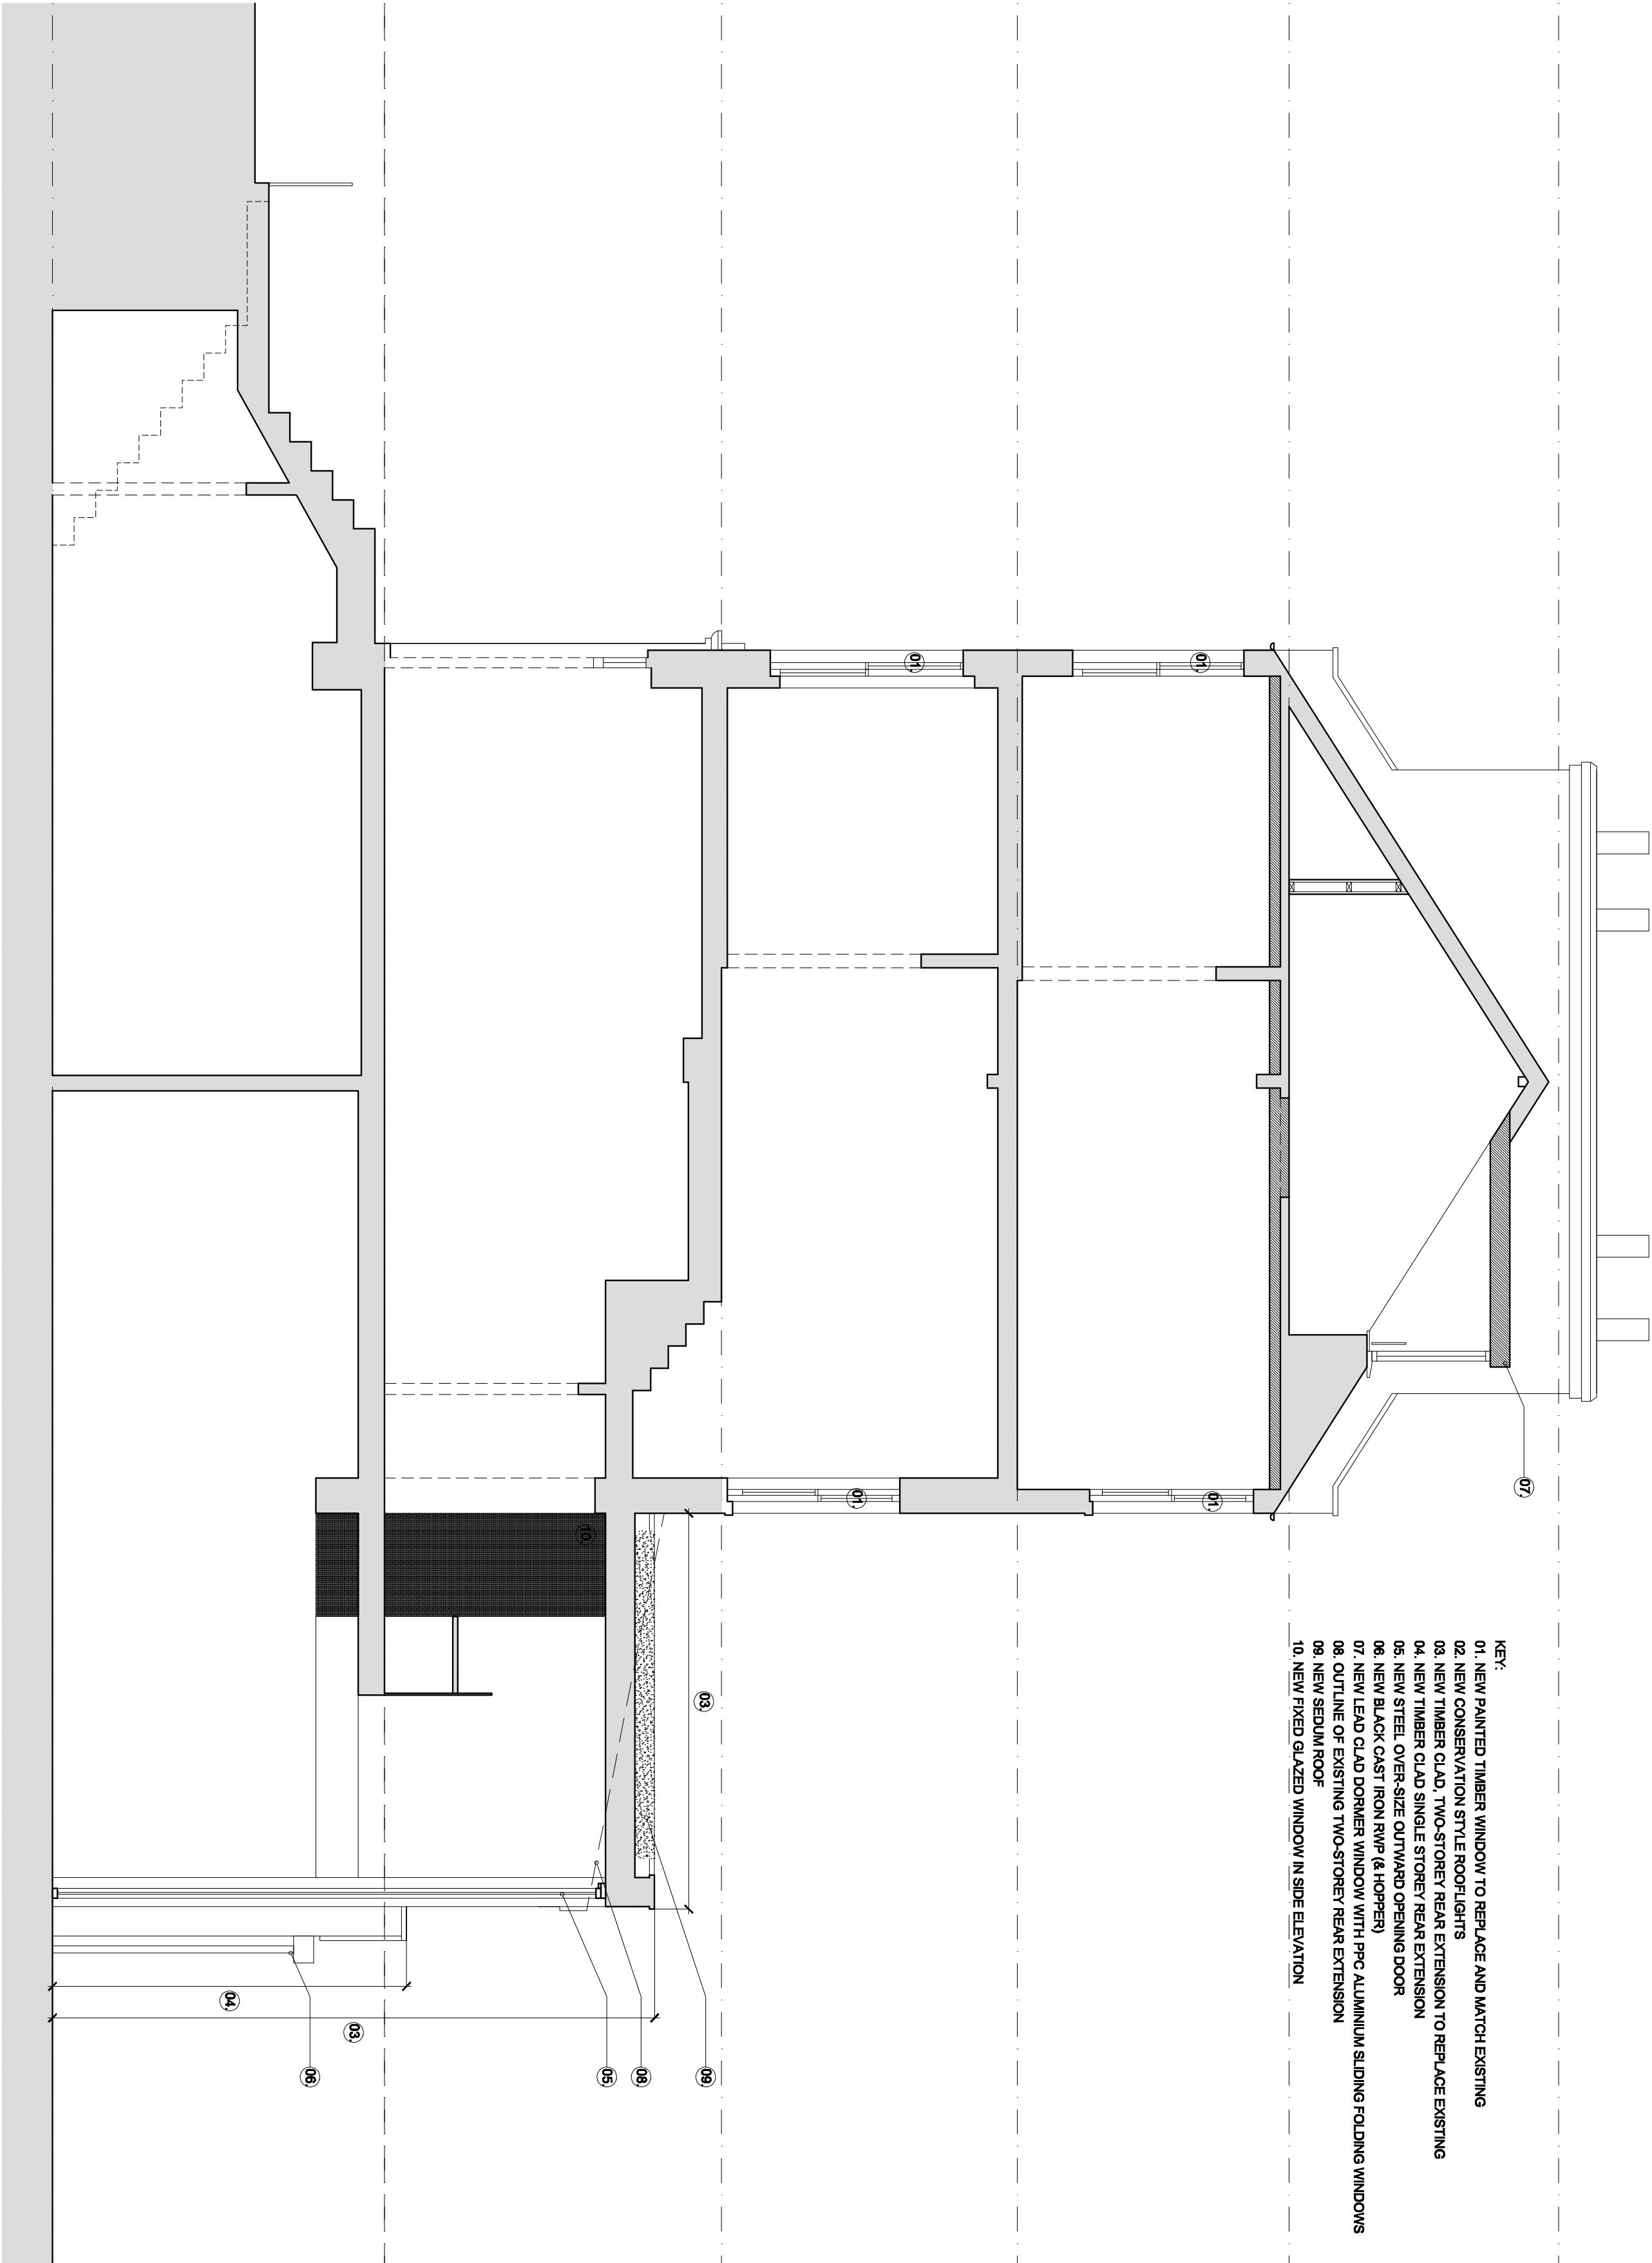 KEY:
01. NEW PAINTED TIMBER WINDOW TO REPLACE AND MATCH EXISTING
02. NEW CONSERVATION STYLE ROOFLIGHTS
03. NEW TIMBER CLAD, TWO-STOREY REAR EXTENSION TO REPLACE EXISTING
04. NEW TIMBER CLAD SINGLE STOREY REAR EXTENSION
05. NEW STEEL OVER-SIZE OUTWARD OPENING DOOR
06. NEW BLACK CAST IRON RWP (& HOPPER)
07. NEW LEAD CLAD DORMER WINDOW WITH PPC ALUMINIUM SLIDING FOLDING WINDOWS
08. OUTLINE OF EXISTING TWO-STOREY REAR EXTENSION
09. NEW SEDUM ROOF
10. NEW FIXED GLAZED WINDOW IN SIDE ELEVATION
07.
01.
01.
01.
01.
03.
10.
09.
08.
05.
03.
04.
06.